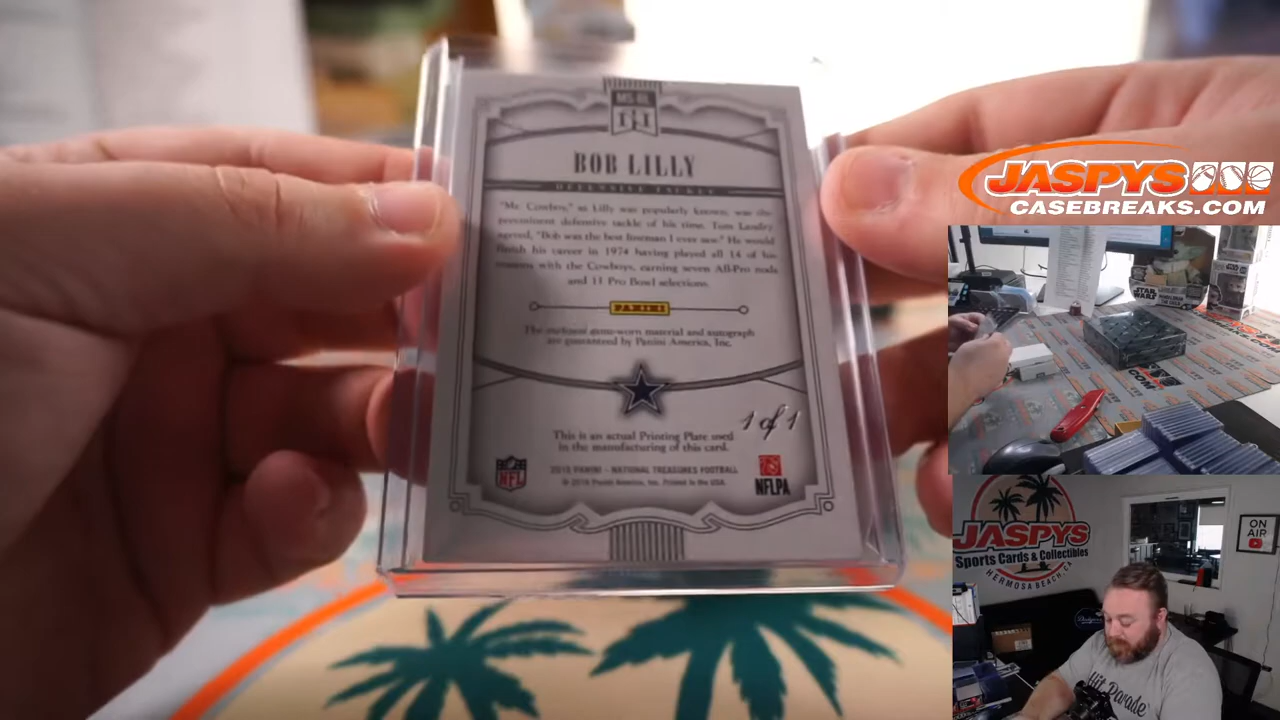 MS-BL
BOB LILLY
DEFENSIVE TACKLE
"Mr. Cowboy," as Lilly was popularly known, was the
preeminent defensive tackle of his time. Tom Landry
agreed, "Bob was the best lineman I ever saw." He would
finish his career in 1974 having played all 14 of his
seasons with the Cowboys, earning seven All-Pro nods
and 11 Pro Bowl selections.
PANINI
The enclosed game-worn material and autograph
are guaranteed by Panini America, Inc.
1 of 1
This is an actual Printing Plate used
in the manufacturing of this card.
NFL
PANINI - NATIONAL TREASURES FOOTBALL
Panini America, Inc. Printed in the USA.
NFLPA
JASPYS
CASEBREAKS.COM
STAR
WARS
.COM
JASPYS
Sports Cards & Collectibles
HERMOSA BEACH, CA
ON
AIR
Hit Parade